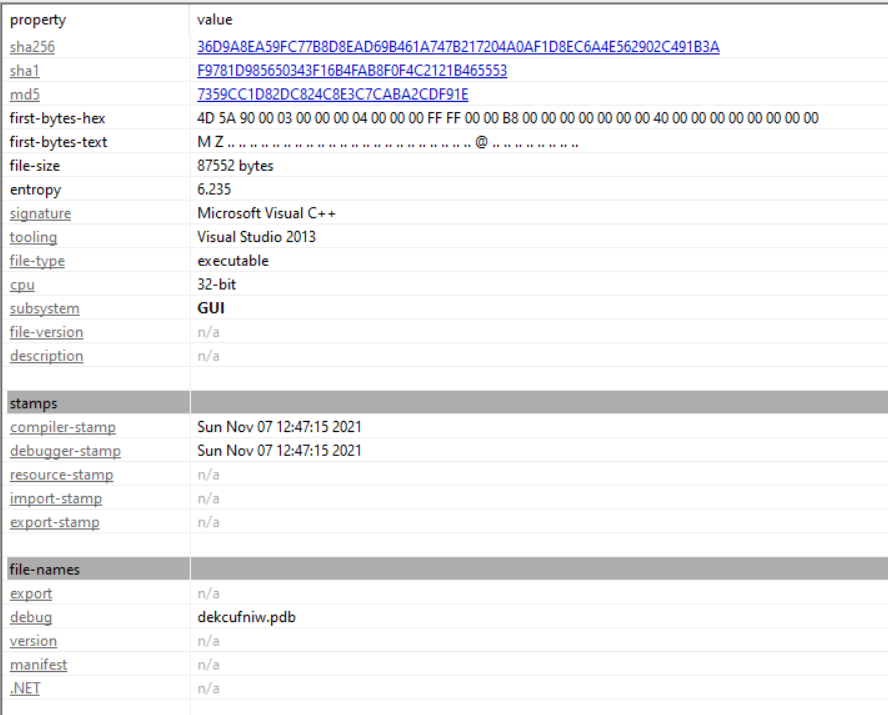 property value
sha256 36D9A8EA59FC77B8D8EAD69B461A747B217204A0AF1D8EC6A4E562902C491B3A
sha1 F9781D985650343F16B4FAB8F0F4C2121B465553
md5 7359CC1D82DC824C8E3C7CABA2CDF91E
first-bytes-hex 4D 5A 90 00 03 00 00 00 04 00 00 00 FF FF 00 00 B8 00 00 00 00 00 00 00 40 00 00 00 00 00 00 00
first-bytes-text M Z .. .. .. .. .. .. .. .. .. .. .. .. .. .. .. .. .. .. .. .. .. .. @ .. .. .. .. .. .. ..
file-size 87552 bytes
entropy 6.235
signature Microsoft Visual C++
tooling Visual Studio 2013
file-type executable
cpu 32-bit
subsystem GUI
file-version n/a
description n/a
stamps
compiler-stamp Sun Nov 07 12:47:15 2021
debugger-stamp Sun Nov 07 12:47:15 2021
resource-stamp n/a
import-stamp n/a
export-stamp n/a
file-names
export n/a
debug dekcufniw.pdb
version n/a
manifest n/a
.NET n/a